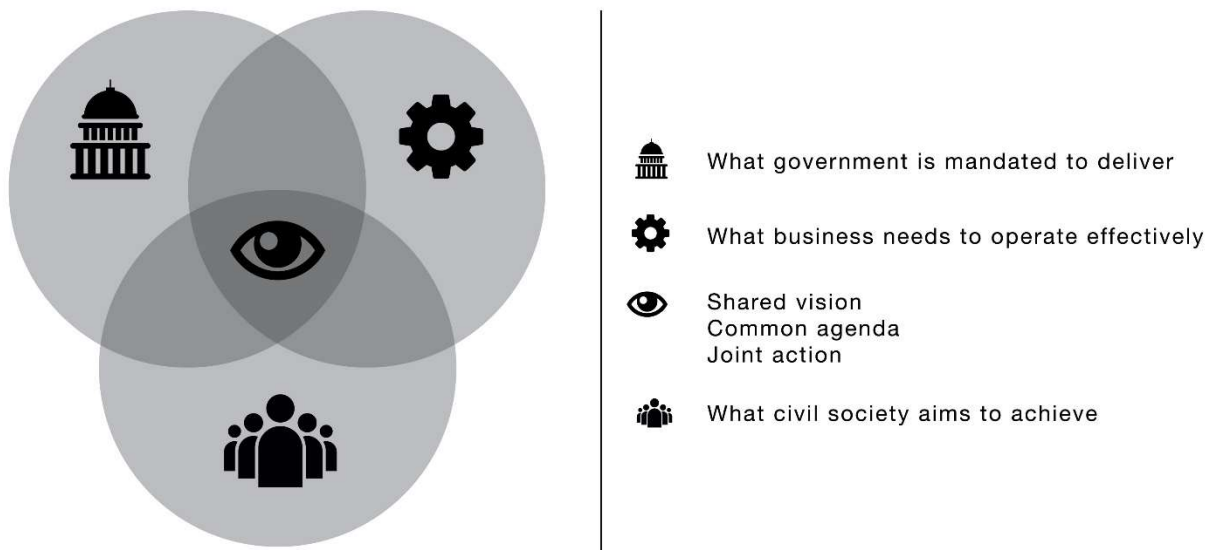 What government is mandated to deliver
What business needs to operate effectively
Shared vision
Common agenda
Joint action
What civil society aims to achieve